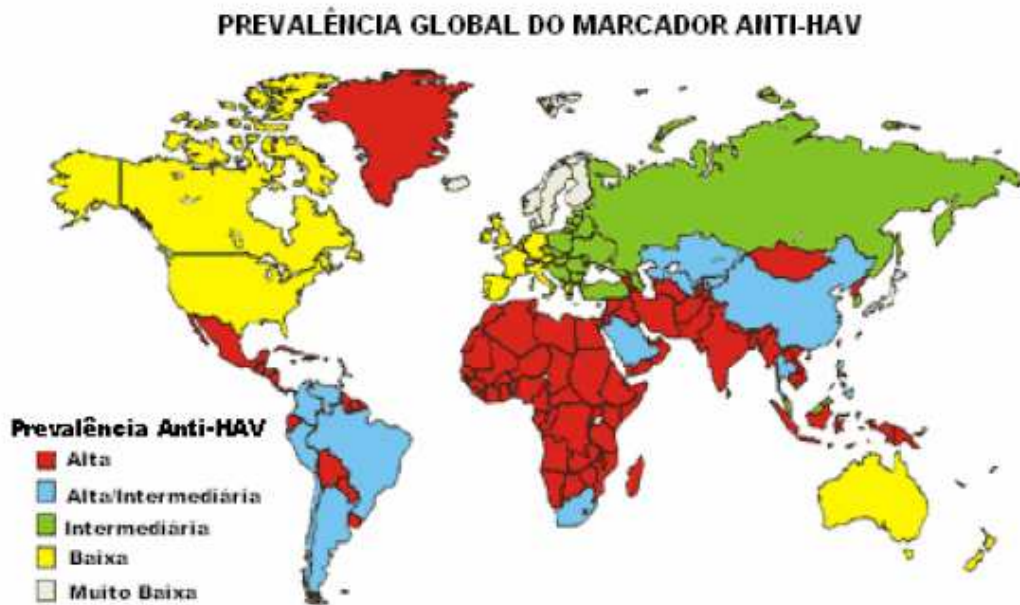 PREVALÊNCIA GLOBAL DO MARCADOR ANTI-HAV
Prevalência Anti-HAV
Alta
Alta/Intermediária
Intermediária
Baixa
Muito Baixa